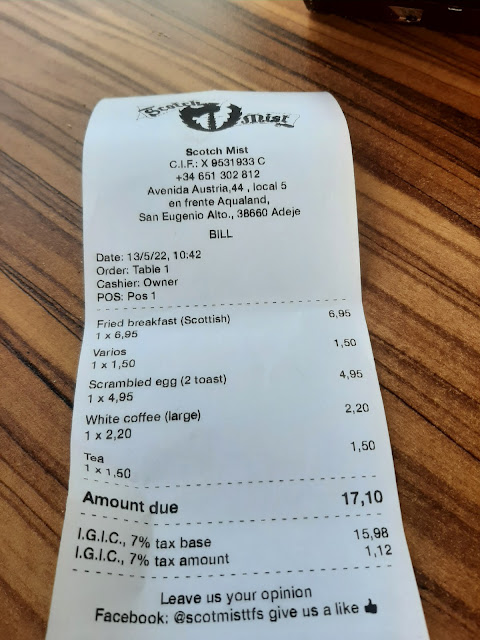 Scotch Mist
Scotch Mist
C.I.F.: X 9531933 C
+34 651 302 812
Avenida Austria,44 , local 5
en frente Aqualand,
San Eugenio Alto., 38660 Adeje
BILL
Date: 13/5/22, 10:42
Order: Table 1
Cashier: Owner
POS: Pos 1
Fried breakfast (Scottish) 6,95
1 x 6,95
Varios 1,50
1 x 1,50
Scrambled egg (2 toast) 4,95
1 x 4,95
White coffee (large) 2,20
1 x 2,20
Tea 1,50
1 x 1,50
Amount due 17,10
I.G.I.C., 7% tax base 15,98
I.G.I.C., 7% tax amount 1,12
Leave us your opinion
Facebook: @scotmisttfs give us a like 👍